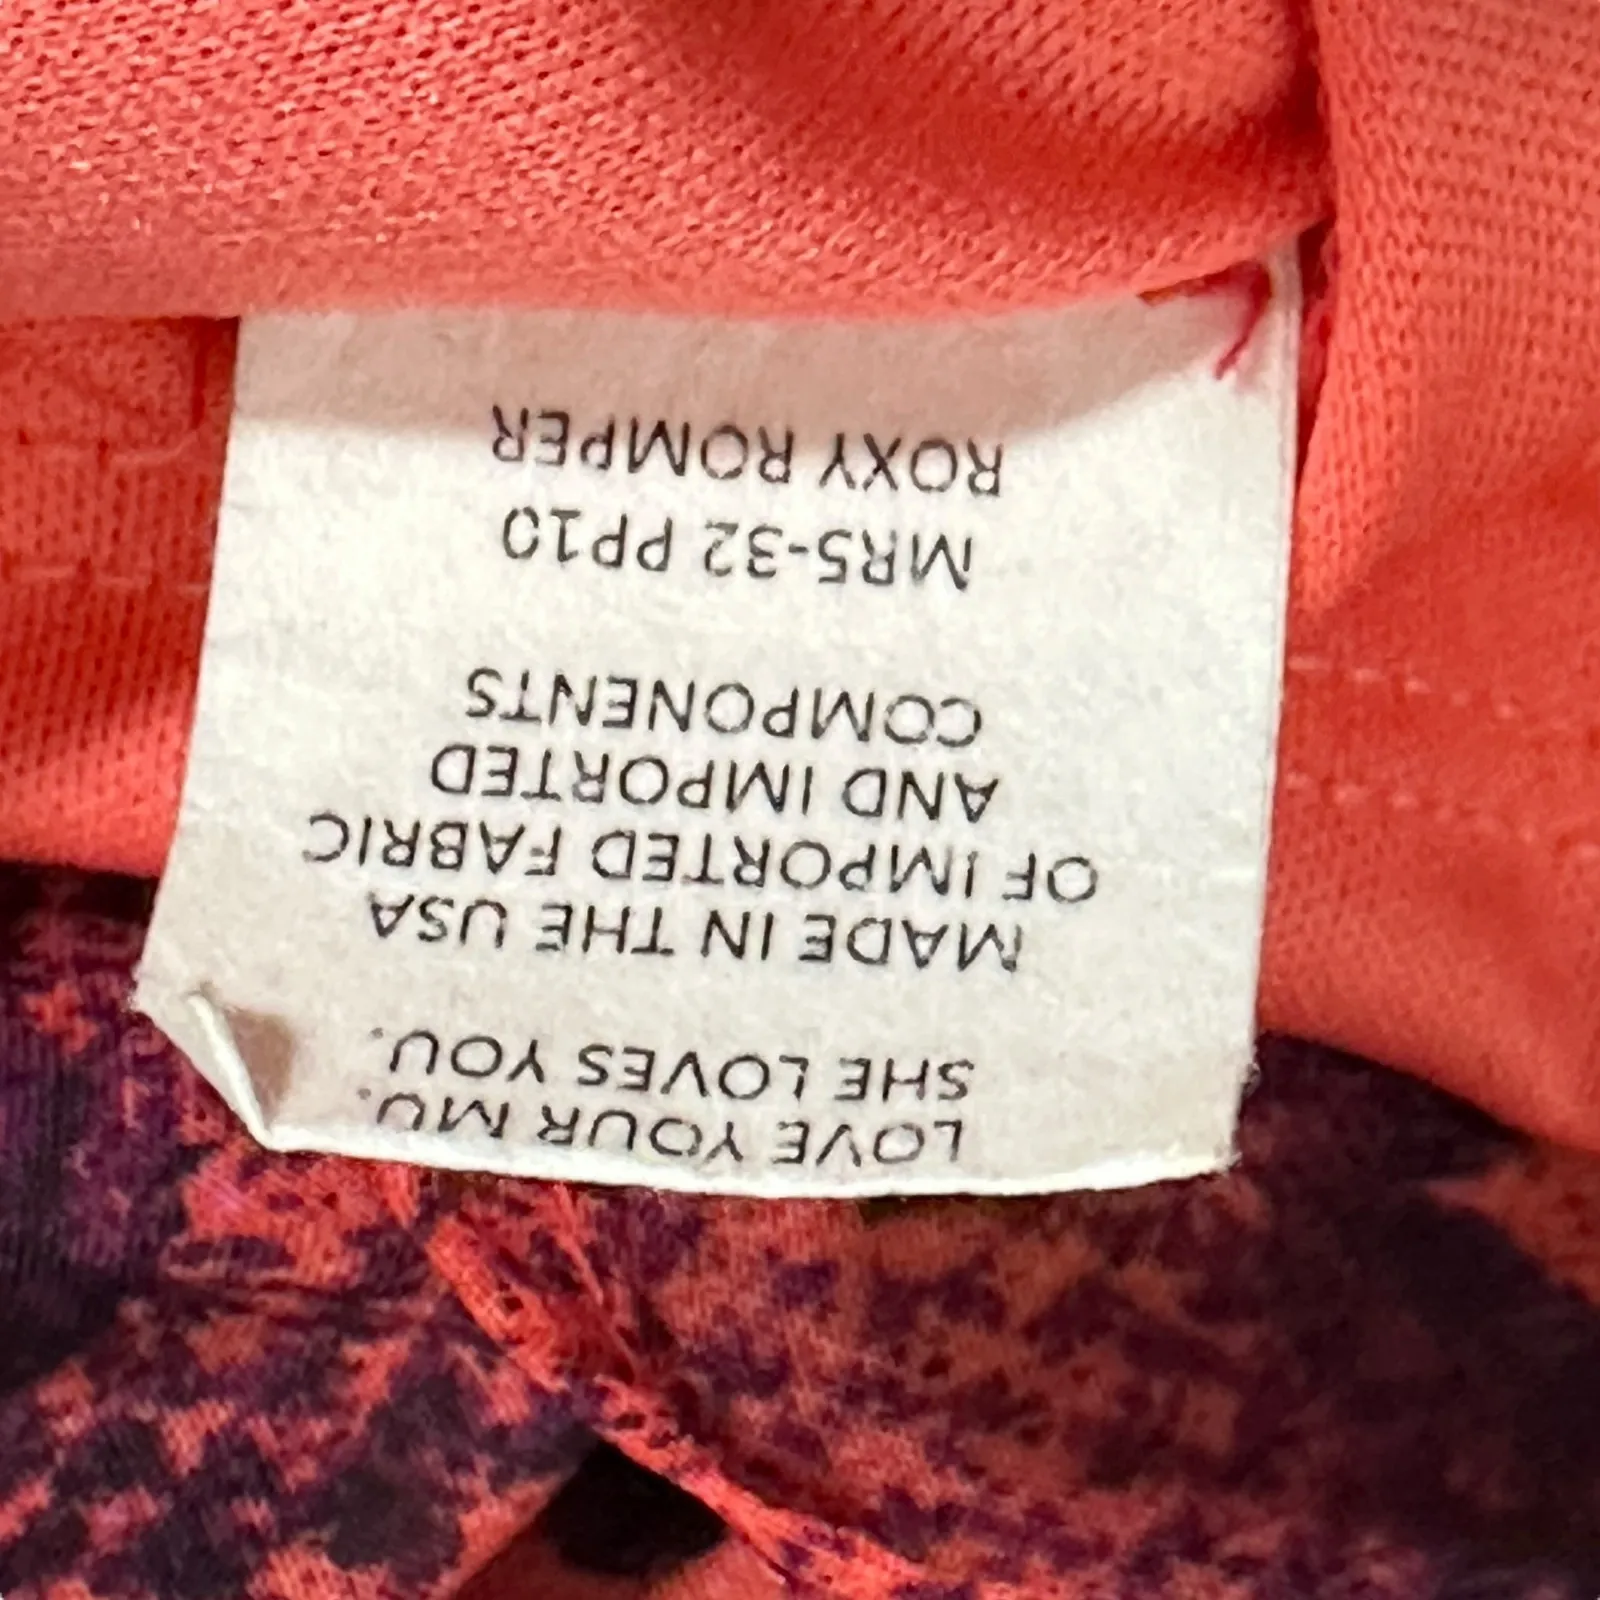 LOVE YOUR MU.
SHE LOVES YOU.
MADE IN THE USA
OF IMPORTED FABRIC
AND IMPORTED
COMPONENTS
MR5-32 PP10
ROXY ROMPER